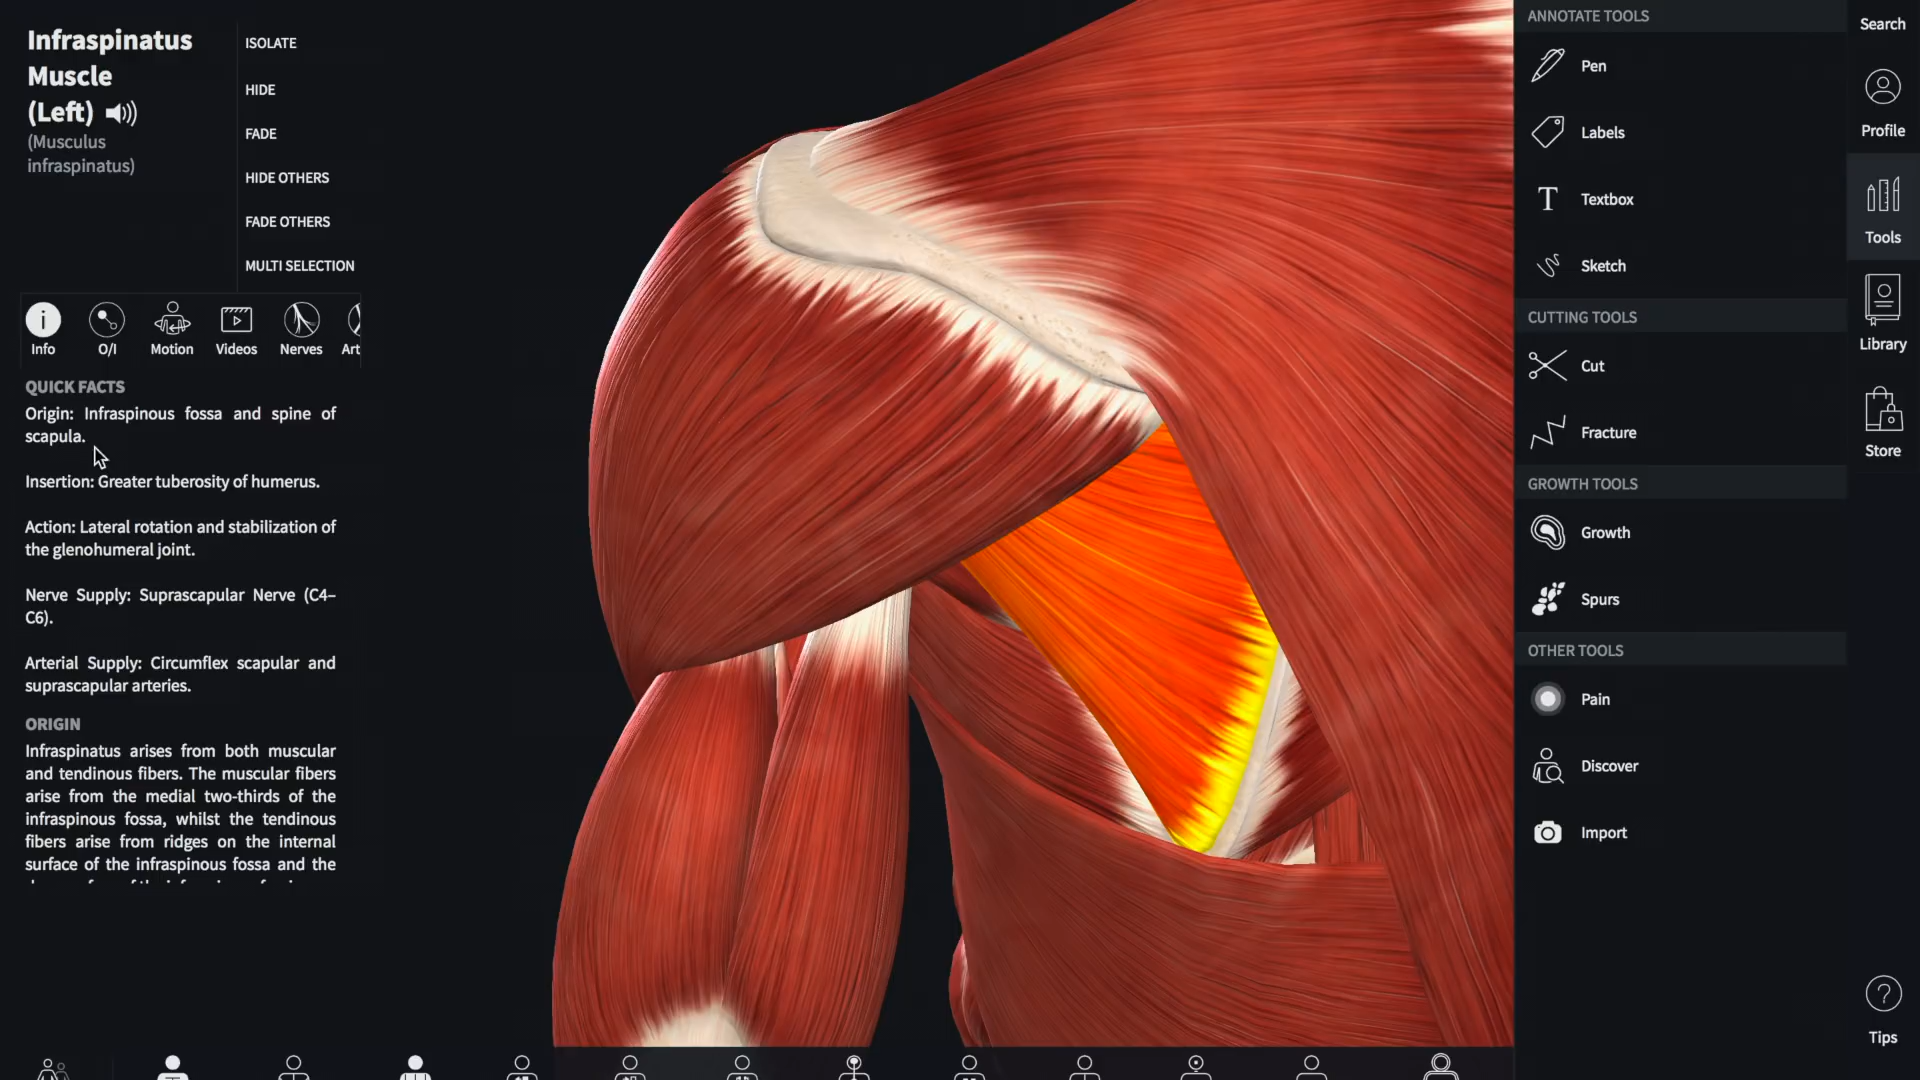 Infraspinatus
Muscle
(Left)
(Musculus
infraspinatus)
ISOLATE
HIDE
FADE
HIDE OTHERS
FADE OTHERS
MULTI SELECTION
Info
O/I
Motion
Videos
Nerves
Art
QUICK FACTS
Origin: Infraspinous fossa and spine of
scapula.
Insertion: Greater tuberosity of humerus.
Action: Lateral rotation and stabilization of
the glenohumeral joint.
Nerve Supply: Suprascapular Nerve (C4–
C6).
Arterial Supply: Circumflex scapular and
suprascapular arteries.
ORIGIN
Infraspinatus arises from both muscular
and tendinous fibers. The muscular fibers
arise from the medial two-thirds of the
infraspinous fossa, whilst the tendinous
fibers arise from ridges on the internal
surface of the infraspinous fossa and the
ANNOTATE TOOLS
Pen
Labels
Textbox
Sketch
CUTTING TOOLS
Cut
Fracture
GROWTH TOOLS
Growth
Spurs
OTHER TOOLS
Pain
Discover
Import
Search
Profile
Tools
Library
Store
Tips